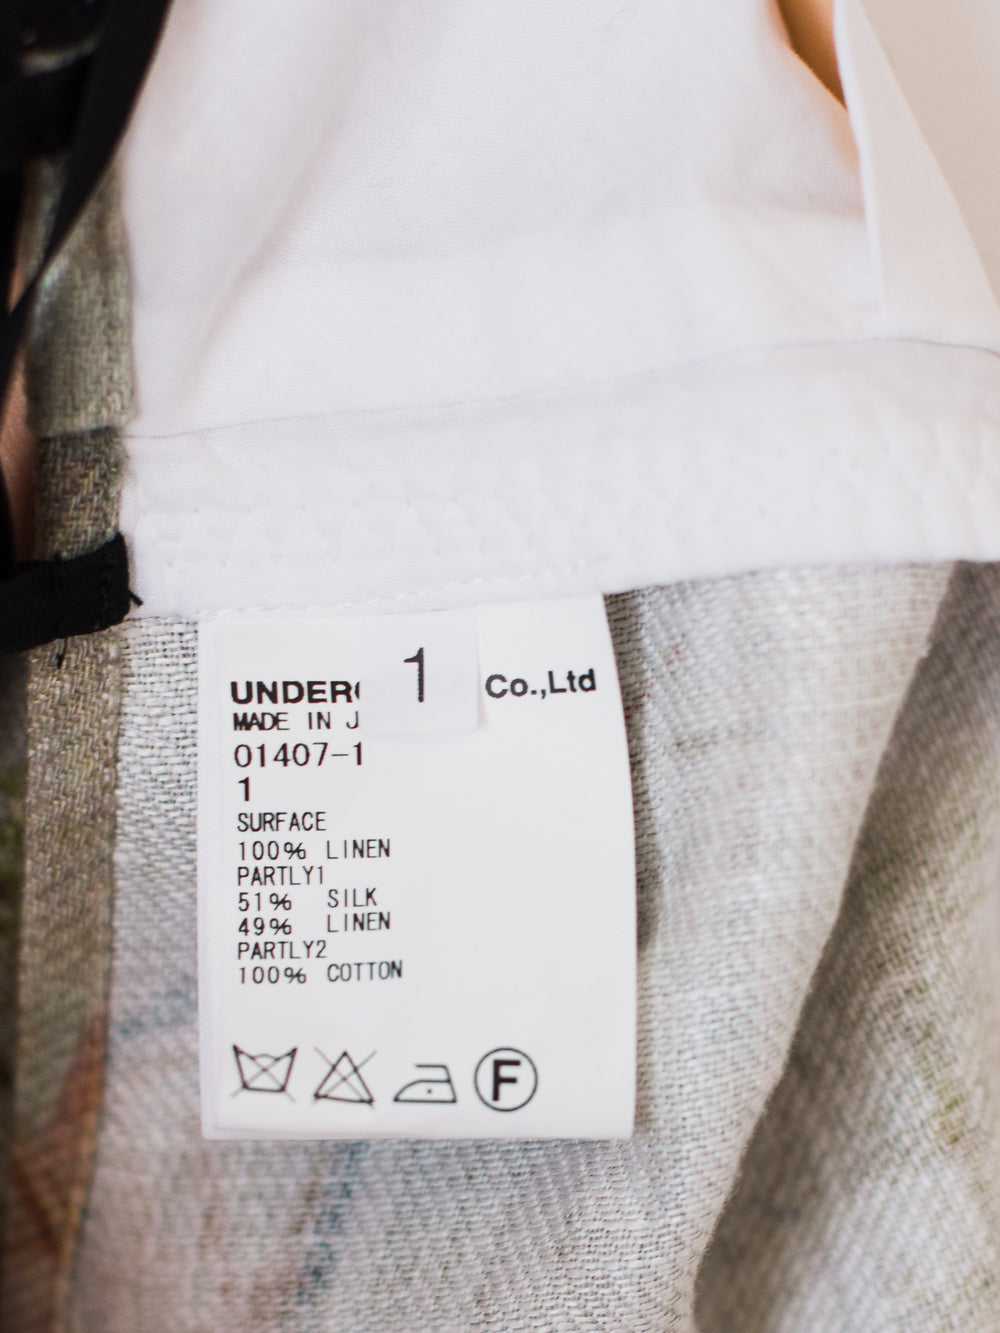 1
UNDERC Co.,Ltd
MADE IN J
01407-1
1
SURFACE
100% LINEN
PARTLY1
51% SILK
49% LINEN
PARTLY2
100% COTTON
F